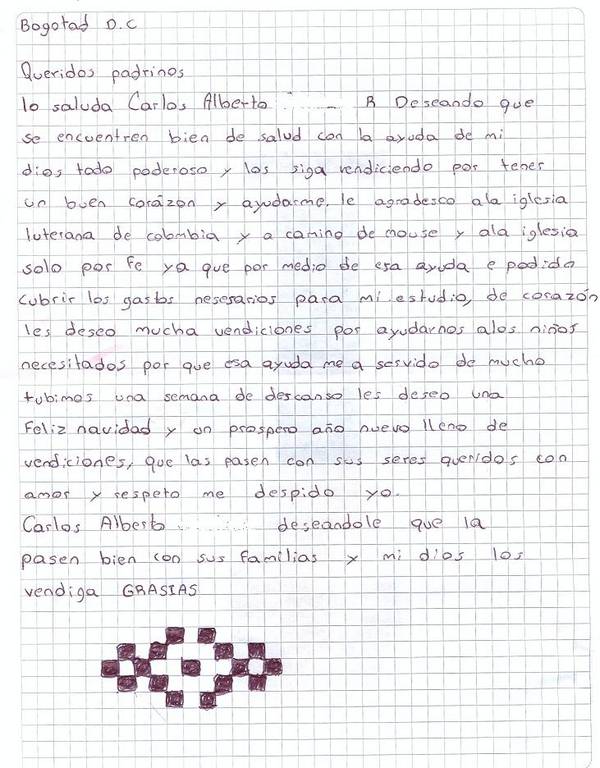 Bogotad D.C
Queridos padrinos
lo saluda Carlos Alberto R Deseando que
se encuentren bien de salud con la ayuda de mi
dios todo poderoso y los siga vendiciendo por tener
un buen corazon y ayudarme, le agradesco ala iglesia
luterana de colombia y a camino de mouse y ala iglesia
solo por fe ya que por medio de esa ayuda e podido
cubrir los gastos nesesarios para mi estudio, de corazón
les deseo mucha vendiciones por ayudarnos alos niños
necesitados por que esa ayuda me a servido de mucho
tubimos una semana de descanso les deseo una
Feliz navidad y un prospero año nuevo lleno de
vendiciones, que las pasen con sus seres queridos con
amor y respeto me despido yo.
Carlos Alberto deseandole que la
pasen bien con sus familias y mi dios los
vendiga GRASIAS